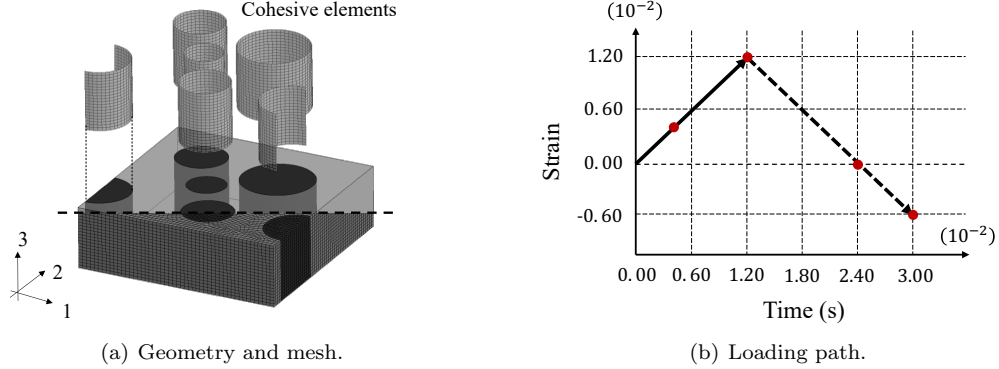 Cohesive elements
3
2
1
(a) Geometry and mesh.
(10⁻²)
1.20
0.60
0.00
-0.60
Strain
(10⁻²)
0.00 0.60 1.20 1.80 2.40 3.00
Time (s)
(b) Loading path.